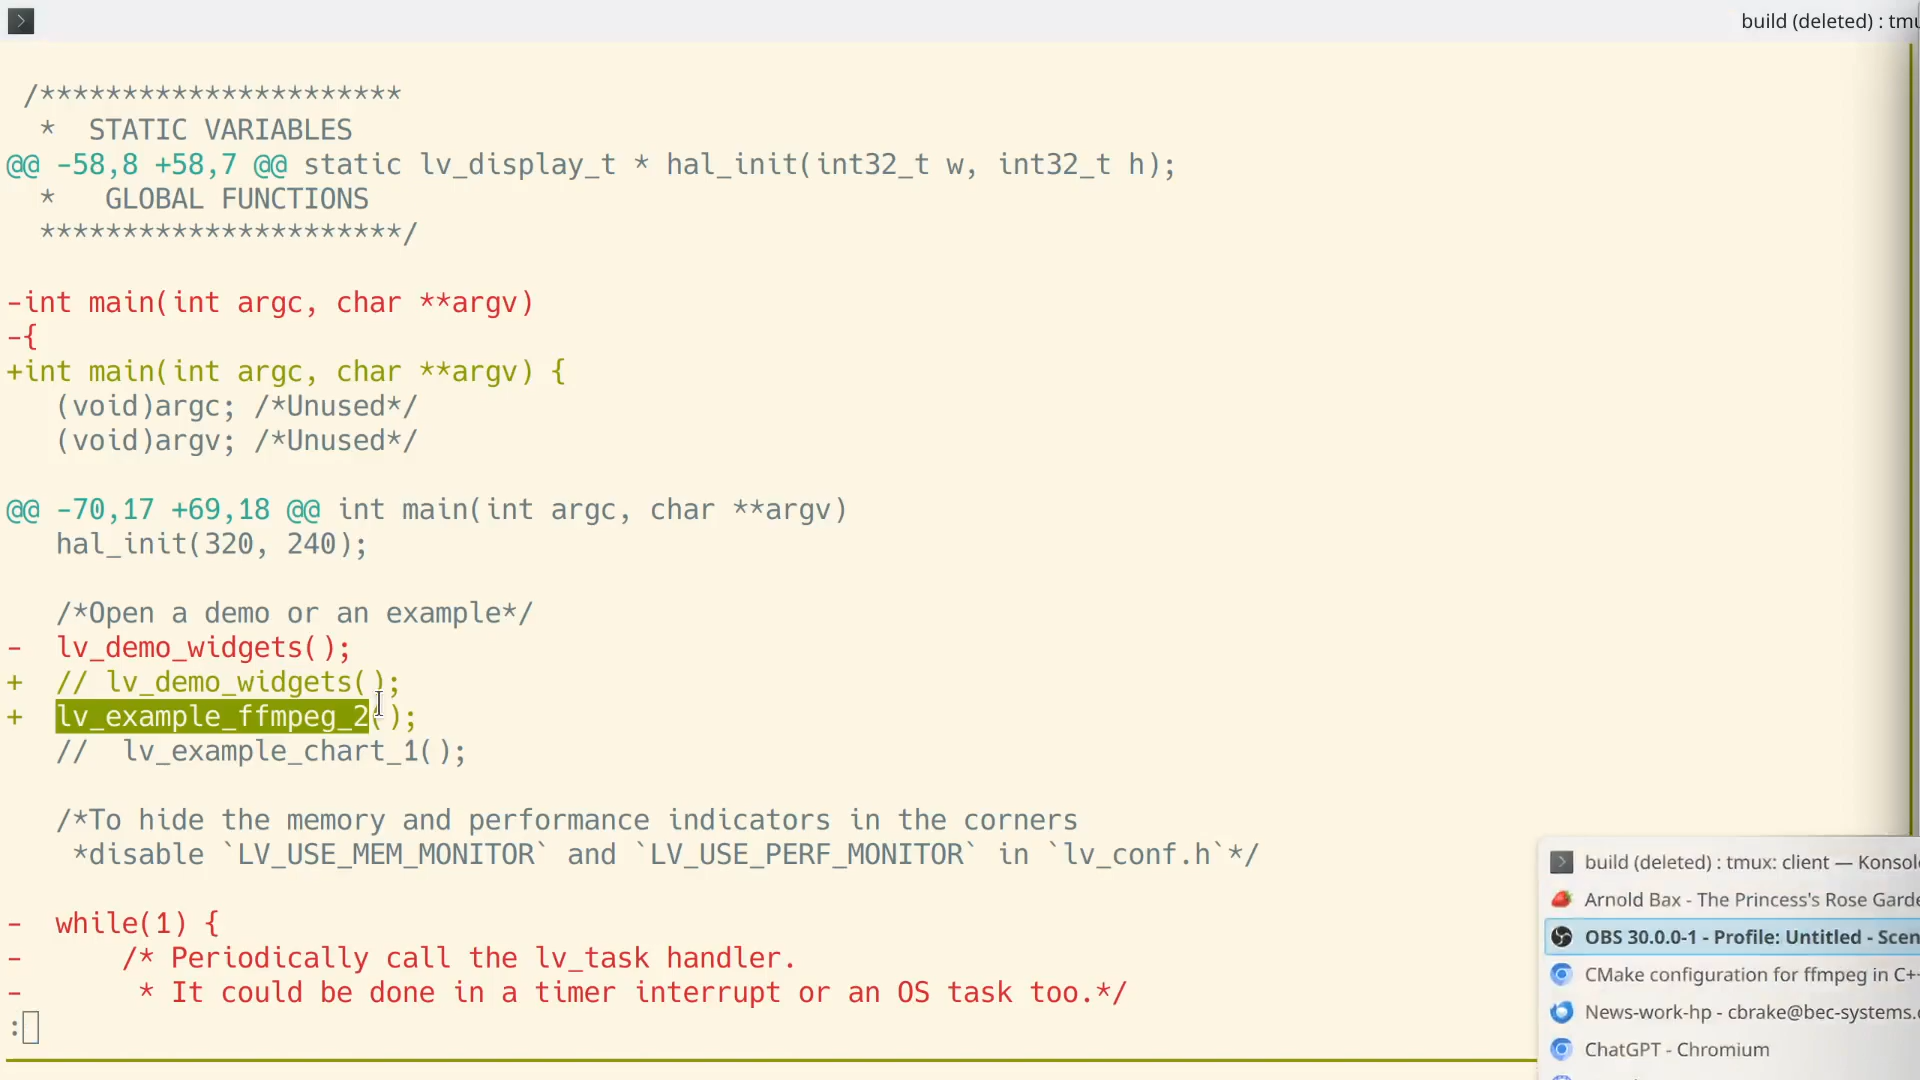 build (deleted) : tmu
/**********************
* STATIC VARIABLES
@@ -58,8 +58,7 @@ static lv_display_t * hal_init(int32_t w, int32_t h);
* GLOBAL FUNCTIONS
**********************/
-int main(int argc, char **argv)
-{
+int main(int argc, char **argv) {
(void)argc; /*Unused*/
(void)argv; /*Unused*/
@@ -70,17 +69,18 @@ int main(int argc, char **argv)
hal_init(320, 240);
/*Open a demo or an example*/
- lv_demo_widgets();
+ // lv_demo_widgets();
+ lv_example_ffmpeg_2();
// lv_example_chart_1();
/*To hide the memory and performance indicators in the corners
*disable `LV_USE_MEM_MONITOR` and `LV_USE_PERF_MONITOR` in `lv_conf.h`*/
- while(1) {
- /* Periodically call the lv_task handler.
- * It could be done in a timer interrupt or an OS task too.*/
:
build (deleted) : tmux: client — Konsole
Arnold Bax - The Princess's Rose Garde
OBS 30.0.0-1 - Profile: Untitled - Scen
CMake configuration for ffmpeg in C+
News-work-hp - cbrake@bec-systems.c
ChatGPT - Chromium